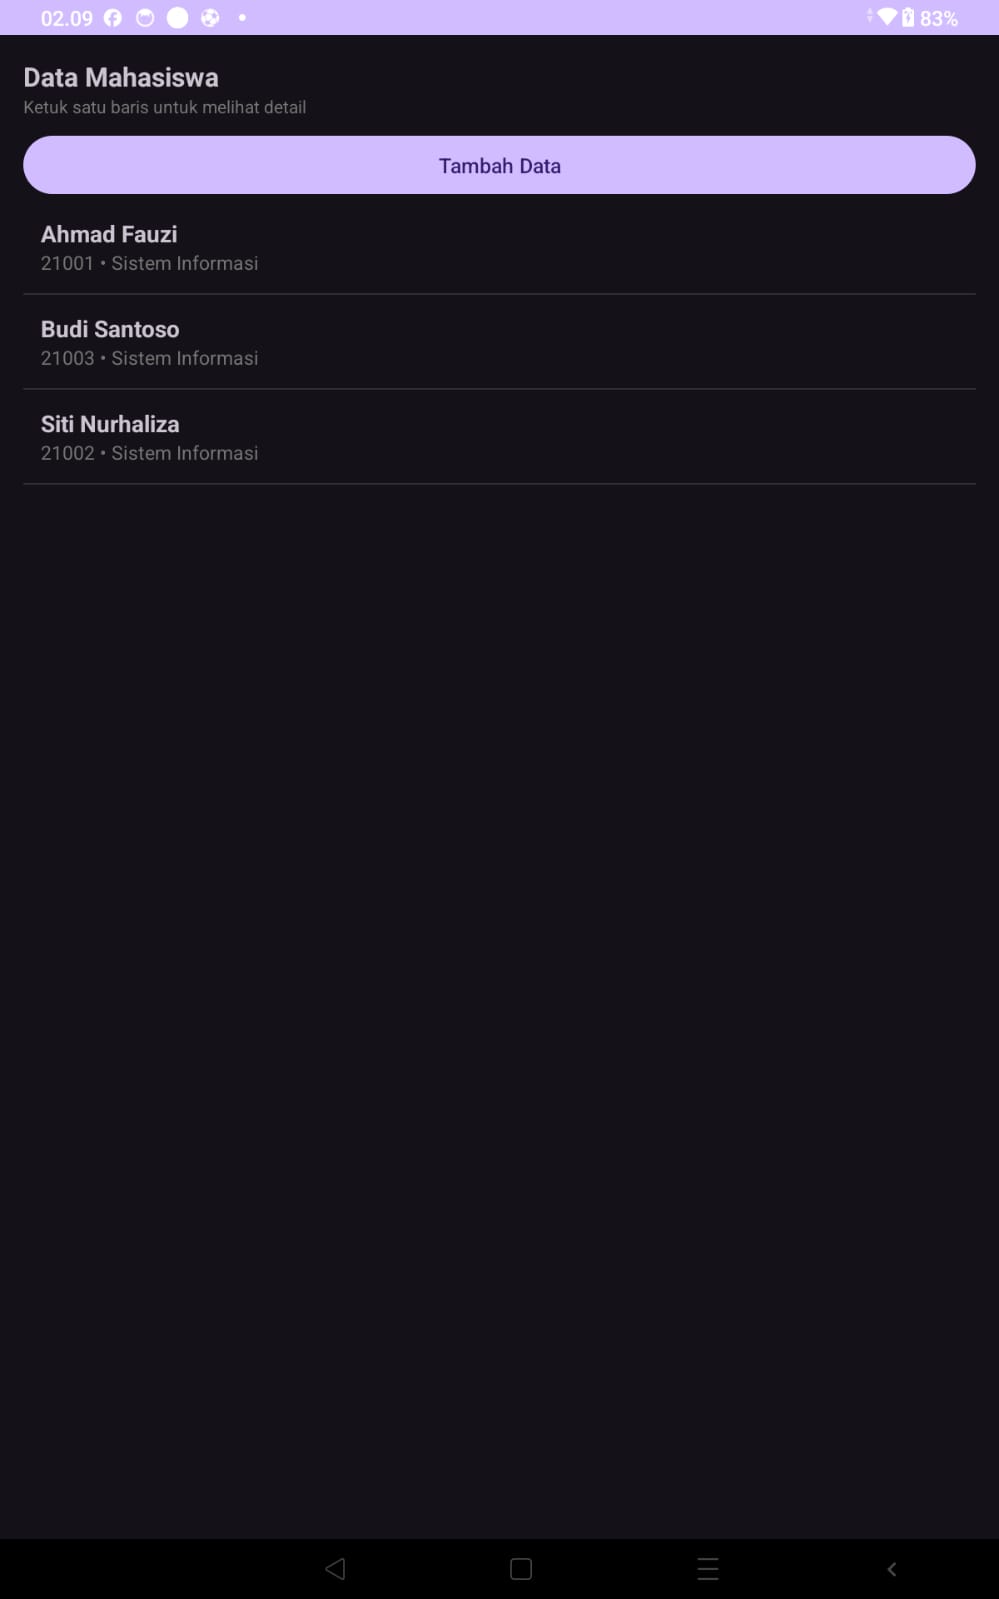 02.09
83%
Data Mahasiswa
Ketuk satu baris untuk melihat detail
Tambah Data
Ahmad Fauzi
21001 • Sistem Informasi
Budi Santoso
21003 • Sistem Informasi
Siti Nurhaliza
21002 • Sistem Informasi